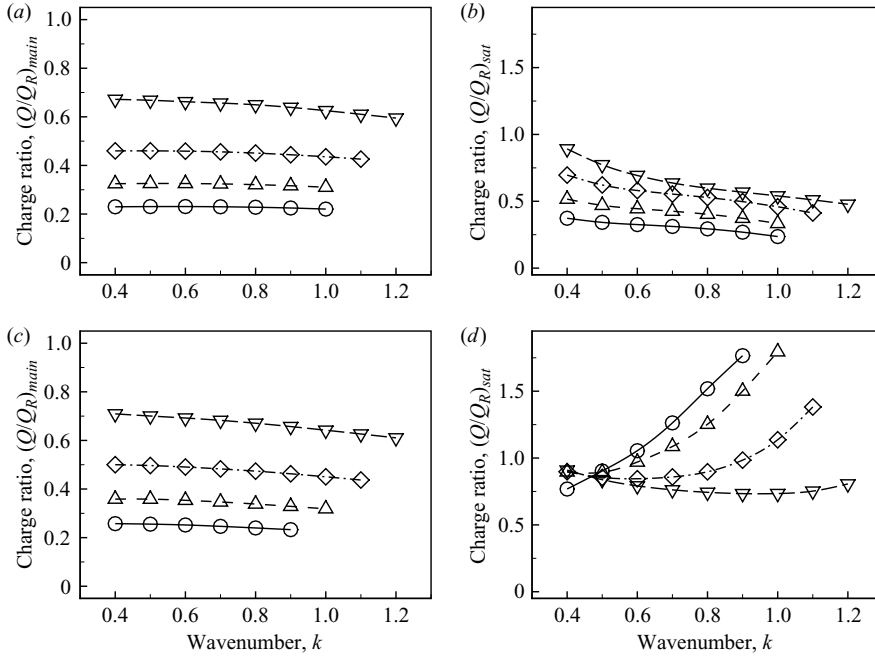 (a)
1.0
0.8
0.6
0.4
0.2
0
Charge ratio, (Q/Q_R)_main
0.4 0.6 0.8 1.0 1.2
(b)
1.5
1.0
0.5
0
Charge ratio, (Q/Q_R)_sat
0.4 0.6 0.8 1.0 1.2
(c)
1.0
0.8
0.6
0.4
0.2
0
Charge ratio, (Q/Q_R)_main
0.4 0.6 0.8 1.0 1.2
Wavenumber, k
(d)
1.5
1.0
0.5
0
Charge ratio, (Q/Q_R)_sat
0.4 0.6 0.8 1.0 1.2
Wavenumber, k